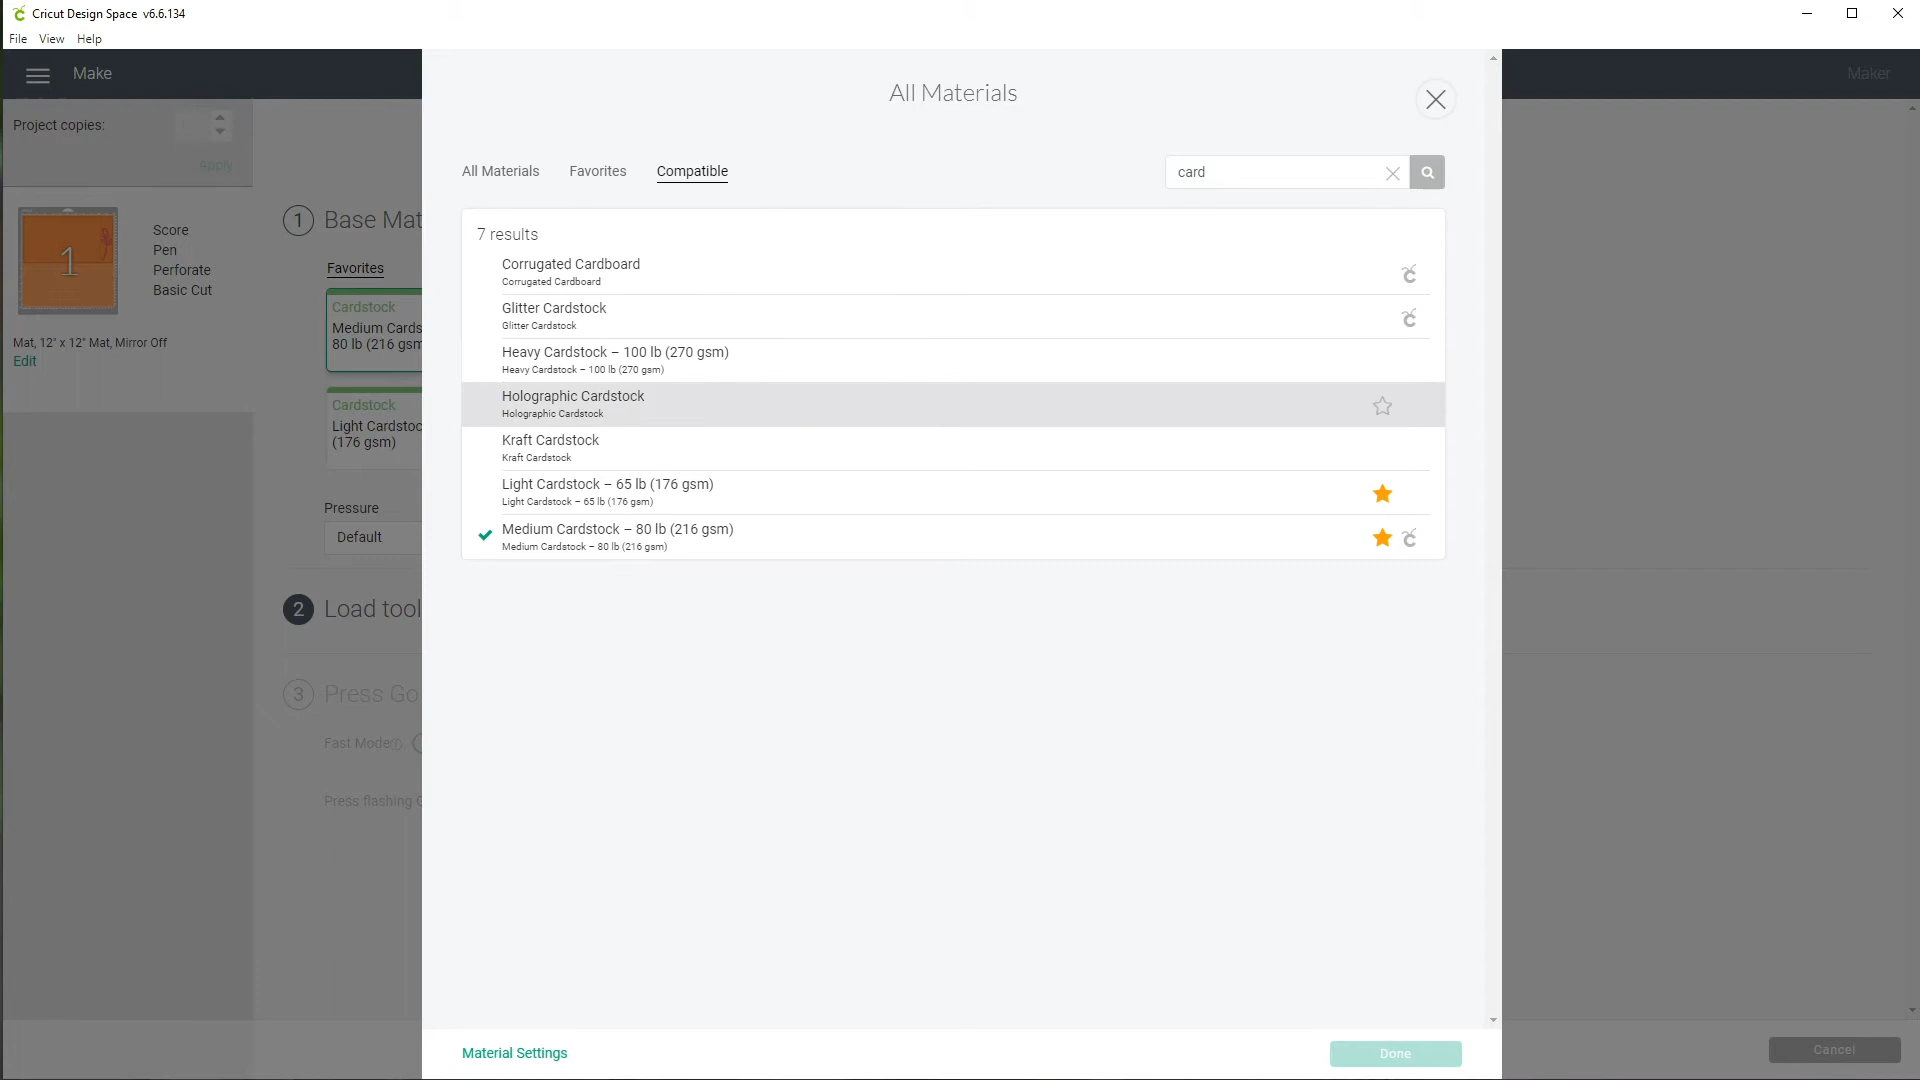 Cricut Design Space v6.6.134
File View Help
Make
Maker
Project copies:
Apply
1
Score
Pen
Perforate
Basic Cut
Mat, 12" x 12" Mat, Mirror Off
Edit
1 Base Mat
Favorites
Cardstock
Medium Cards
80 lb (216 gsm
Cardstock
Light Cardstoc
(176 gsm)
Pressure
Default
2 Load tool
3 Press Go
Fast Mode
Press flashing
All Materials
All Materials Favorites Compatible
card
7 results
Corrugated Cardboard
Corrugated Cardboard
Glitter Cardstock
Glitter Cardstock
Heavy Cardstock – 100 lb (270 gsm)
Heavy Cardstock – 100 lb (270 gsm)
Holographic Cardstock
Holographic Cardstock
Kraft Cardstock
Kraft Cardstock
Light Cardstock – 65 lb (176 gsm)
Light Cardstock – 65 lb (176 gsm)
Medium Cardstock – 80 lb (216 gsm)
Medium Cardstock – 80 lb (216 gsm)
Material Settings
Done
Cancel